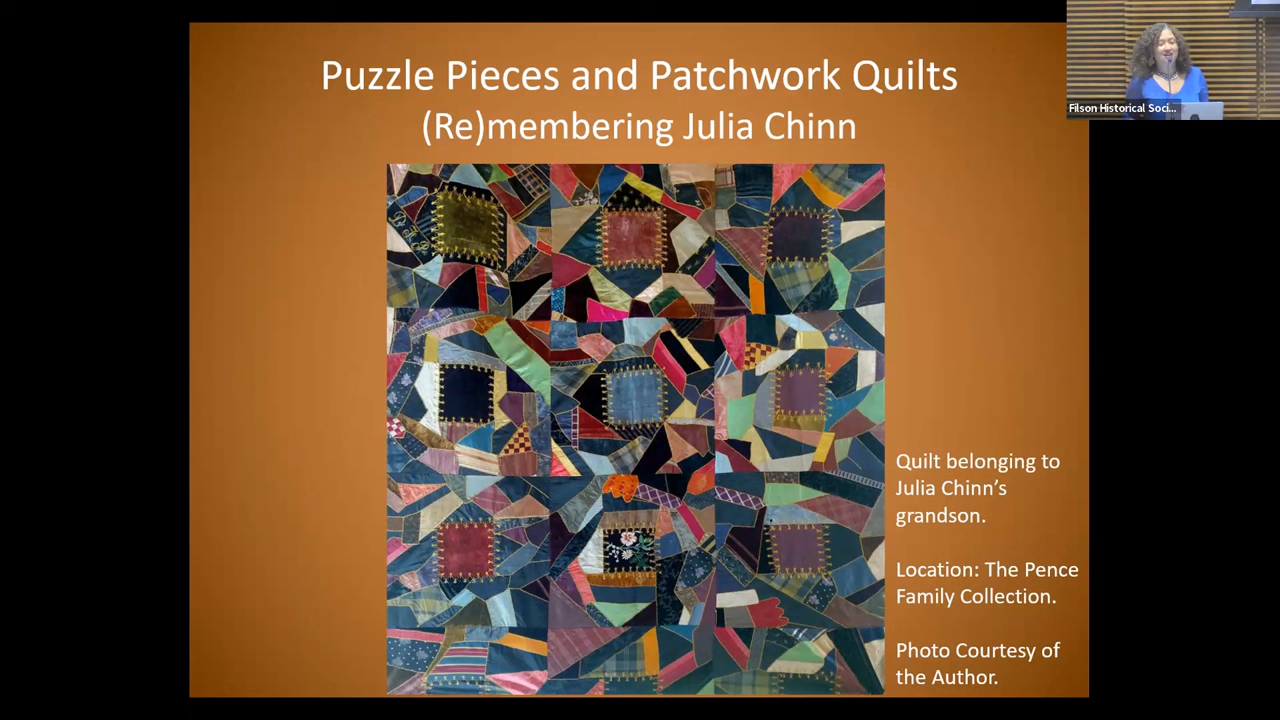 Puzzle Pieces and Patchwork Quilts
(Re)membering Julia Chinn
Filson Historical Soci...
Quilt belonging to
Julia Chinn's
grandson.
Location: The Pence
Family Collection.
Photo Courtesy of
the Author.